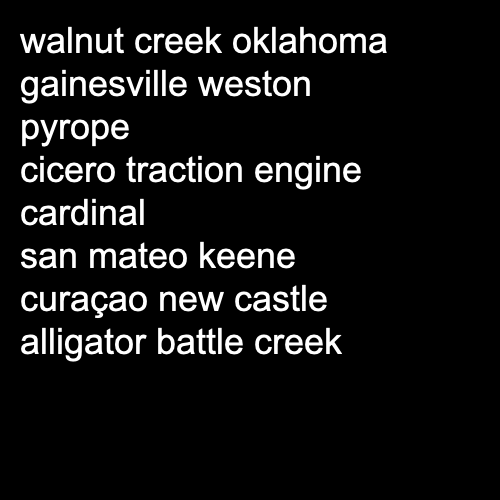 walnut creek oklahoma
gainesville weston
pyrope
cicero traction engine
cardinal
san mateo keene
curaçao new castle
alligator battle creek